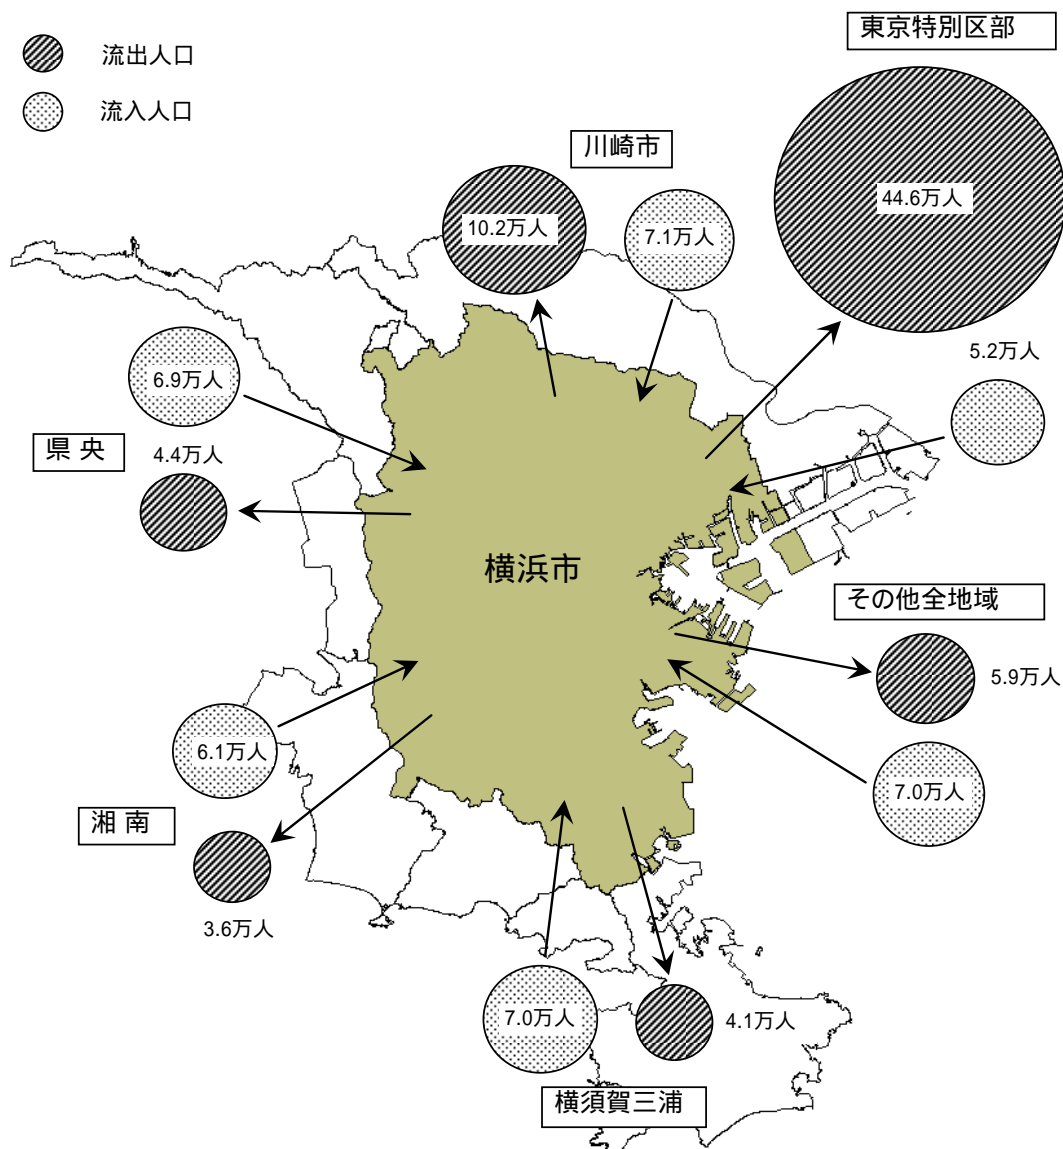 東京特別区部
流出人口
流入人口
川崎市
44.6万人
10.2万人
7.1万人
5.2万人
6.9万人
県 央
4.4万人
横浜市
その他全地域
5.9万人
6.1万人
7.0万人
湘 南
3.6万人
7.0万人
4.1万人
横須賀三浦